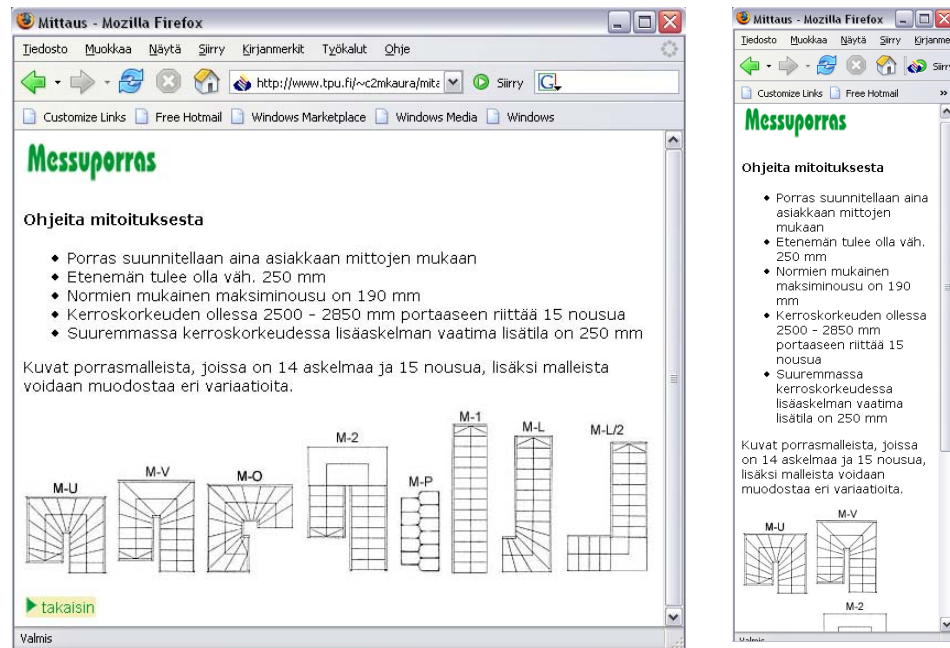 Mittaus - Mozilla Firefox
Tiedosto Muokkaa Näytä Siirry Kirjanmerkit Työkalut Ohje
http://www.tpu.fi/~c2mkaura/mita Siirry
Customize Links Free Hotmail Windows Marketplace Windows Media Windows
Messuporras
Ohjeita mitoituksesta
Porras suunnitellaan aina asiakkaan mittojen mukaan
Etenemän tulee olla väh. 250 mm
Normien mukainen maksiminousu on 190 mm
Kerroskorkeuden ollessa 2500 - 2850 mm portaaseen riittää 15 nousua
Suuremmassa kerroskorkeudessa lisäaskelman vaatima lisätila on 250 mm
Kuvat porrasmalleista, joissa on 14 askelmaa ja 15 nousua, lisäksi malleista
voidaan muodostaa eri variaatioita.
M-U M-V M-O M-2 M-P M-1 M-L M-L/2
takaisin
Valmis
Mittaus - Mozilla Firefox
Tiedosto Muokkaa Näytä Siirry Kirjanme
Siirr
Customize Links Free Hotmail »
Messuporras
Ohjeita mitoituksesta
Porras suunnitellaan aina
asiakkaan mittojen
mukaan
Etenemän tulee olla väh.
250 mm
Normien mukainen
maksiminousu on 190
mm
Kerroskorkeuden ollessa
2500 - 2850 mm
portaaseen riittää 15
nousua
Suuremmassa
kerroskorkeudessa
lisäaskelman vaatima
lisätila on 250 mm
Kuvat porrasmalleista, joissa
on 14 askelmaa ja 15 nousua,
lisäksi malleista voidaan
muodostaa eri variaatioita.
M-U M-V
M-2
Valmis